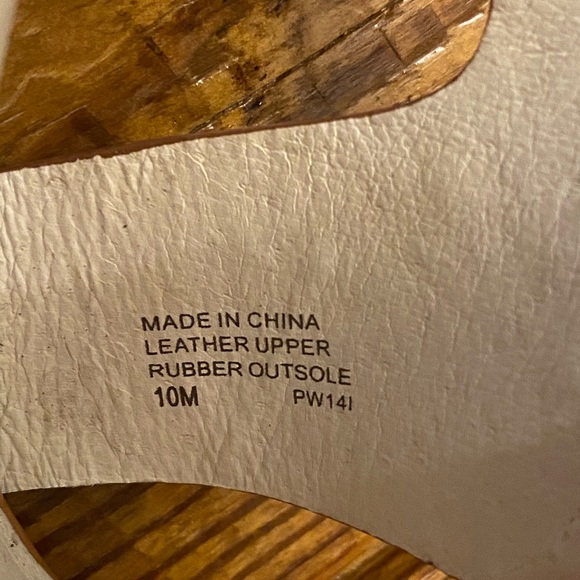 MADE IN CHINA
LEATHER UPPER
RUBBER OUTSOLE
10M PW14I